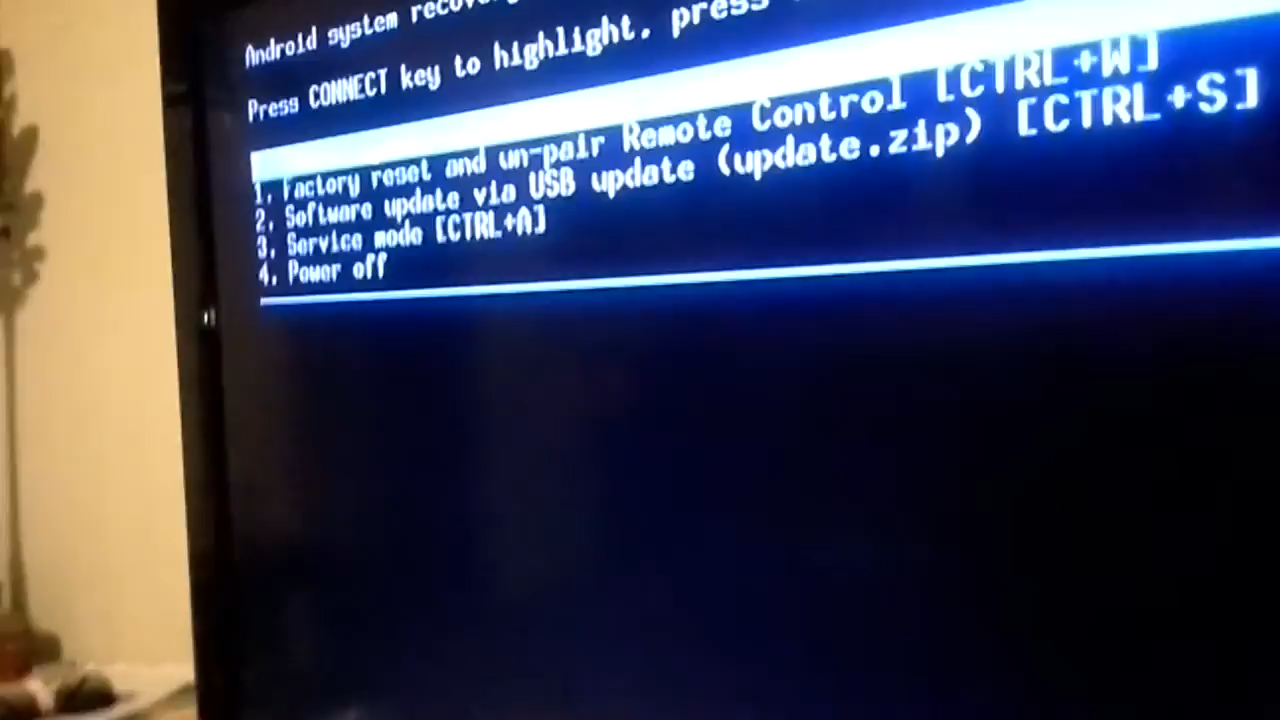 Android system recovery
Press CONNECT key to highlight, press
1. Factory reset and un-pair Remote Control [CTRL+W]
2. Software update via USB update (update.zip) [CTRL+S]
3. Service mode [CTRL+A]
4. Power off